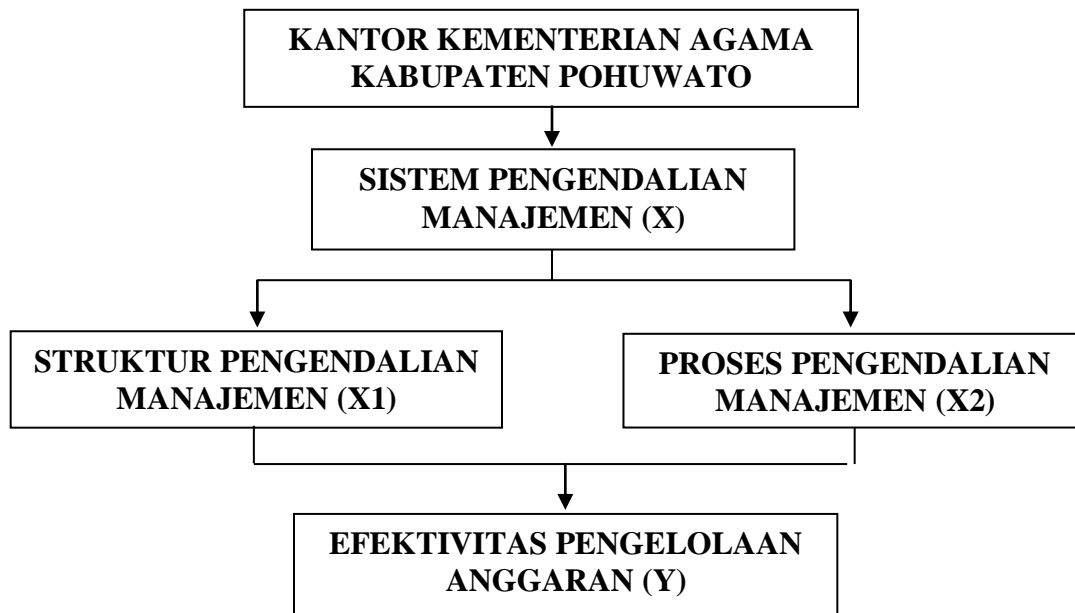 KANTOR KEMENTERIAN AGAMA
KABUPATEN POHUWATO
SISTEM PENGENDALIAN
MANAJEMEN (X)
STRUKTUR PENGENDALIAN
MANAJEMEN (X1)
PROSES PENGENDALIAN
MANAJEMEN (X2)
EFEKTIVITAS PENGELOLAAN
ANGGARAN (Y)